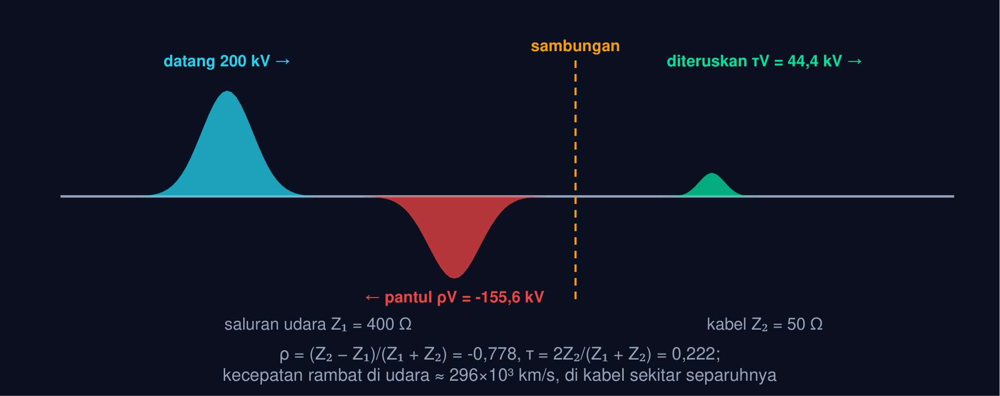 sambungan
datang 200 kV →
diteruskan τV = 44,4 kV →
← pantul ρV = -155,6 kV
saluran udara Z₁ = 400 Ω
kabel Z₂ = 50 Ω
ρ = (Z₂ − Z₁)/(Z₁ + Z₂) = -0,778, τ = 2Z₂/(Z₁ + Z₂) = 0,222;
kecepatan rambat di udara ≈ 296×10³ km/s, di kabel sekitar separuhnya